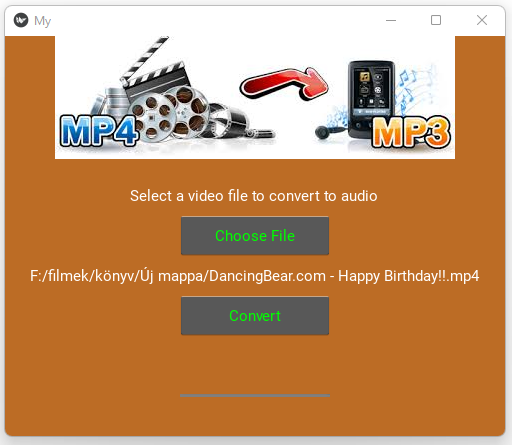 My
MP4
MP3
Select a video file to convert to audio
Choose File
F:/filmek/könyv/Új mappa/DancingBear.com - Happy Birthday!!.mp4
Convert